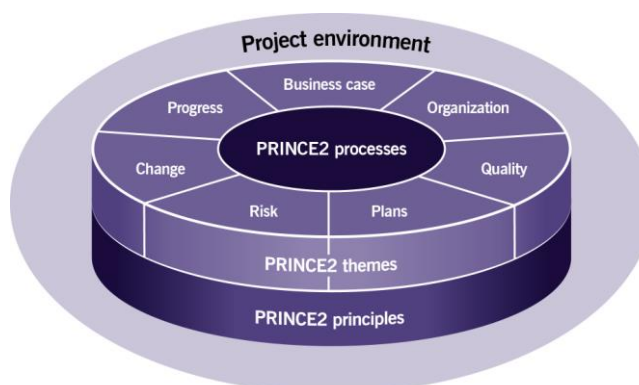 Project environment
Business case
Progress
Organization
PRINCE2 processes
Change
Quality
Risk
Plans
PRINCE2 themes
PRINCE2 principles